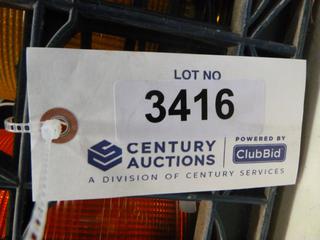 LOT NO
3416
CENTURY
AUCTIONS
POWERED BY
ClubBid
A DIVISION OF CENTURY SERVICES